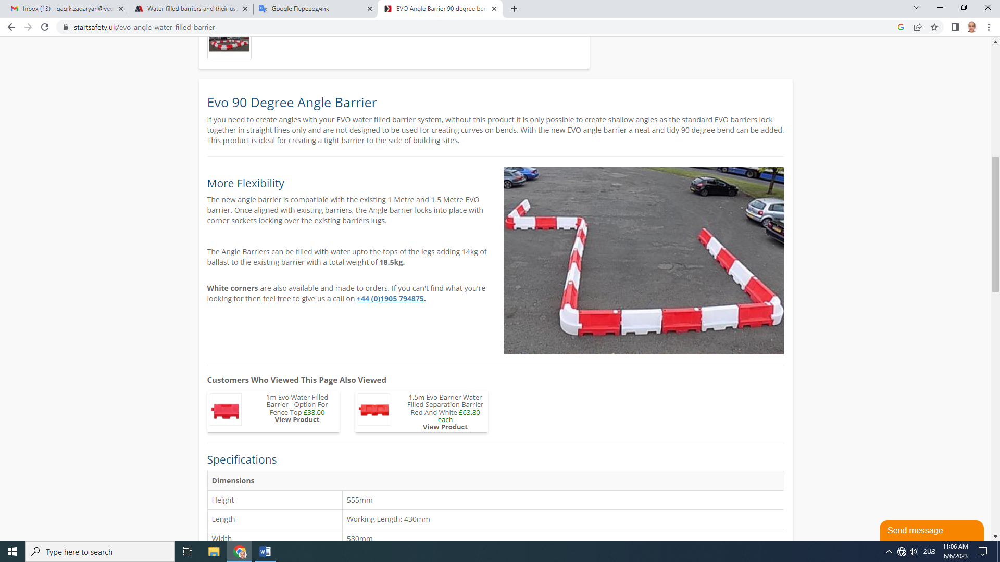 Inbox (13) - gagik.zaqaryan@veo
Water filled barriers and their use
Google Переводчик
EVO Angle Barrier 90 degree ben
startsafety.uk/evo-angle-water-filled-barrier
Evo 90 Degree Angle Barrier
If you need to create angles with your EVO water filled barrier system, without this product it is only possible to create shallow angles as the standard EVO barriers lock
together in straight lines only and are not designed to be used for creating curves on bends. With the new EVO angle barrier a neat and tidy 90 degree bend can be added.
This product is ideal for creating a tight barrier to the side of building sites.
More Flexibility
The new angle barrier is compatible with the existing 1 Metre and 1.5 Metre EVO
barrier. Once aligned with existing barriers, the Angle barrier locks into place with
corner sockets locking over the existing barriers lugs.
The Angle Barriers can be filled with water upto the tops of the legs adding 14kg of
ballast to the existing barrier with a total weight of 18.5kg.
White corners are also available and made to orders, If you can't find what you're
looking for then feel free to give us a call on +44 (0)1905 794875.
Customers Who Viewed This Page Also Viewed
1m Evo Water Filled
Barrier - Option For
Fence Top £38.00
View Product
1.5m Evo Barrier Water
Filled Separation Barrier
Red And White £63.80
each
View Product
Specifications
Dimensions
Height 555mm
Length Working Length: 430mm
Width 580mm
Send message
Type here to search
ՀԱՅ
11:06 AM
6/6/2023